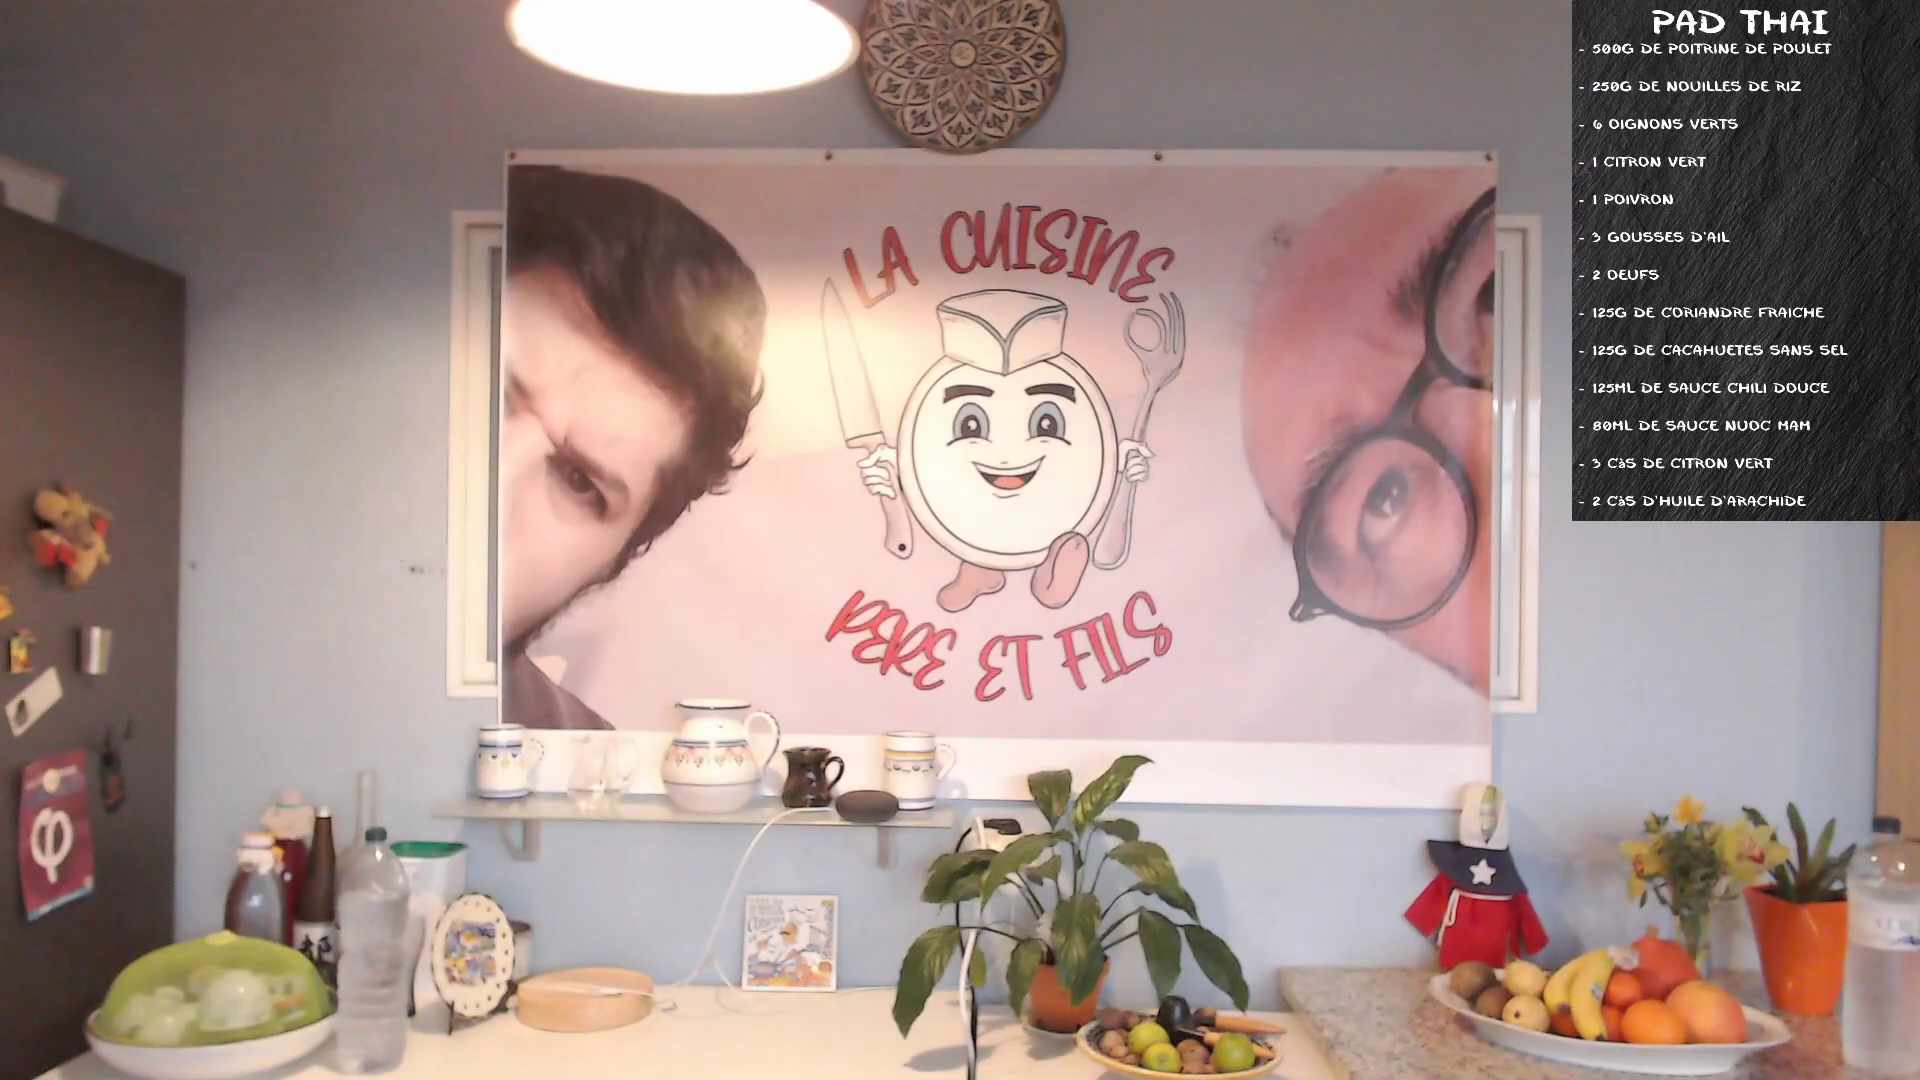 PAD THAI
- 500G DE POITRINE DE POULET
- 250G DE NOUILLES DE RIZ
- 6 OIGNONS VERTS
- 1 CITRON VERT
- 1 POIVRON
- 3 GOUSSES D'AIL
- 2 OEUFS
- 125G DE CORIANDRE FRAICHE
- 125G DE CACAHUETES SANS SEL
- 125ML DE SAUCE CHILI DOUCE
- 80ML DE SAUCE NUOC MAM
- 3 CàS DE CITRON VERT
- 2 CàS D'HUILE D'ARACHIDE
LA CUISINE
PERE ET FILS